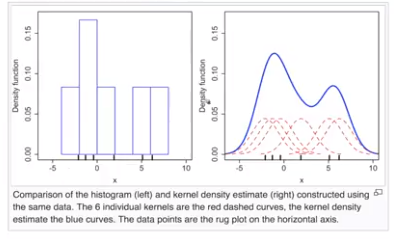 Density function
0.00 0.05 0.10 0.15
-5 0 5 10
x
Density function
0.00 0.05 0.10 0.15
-5 0 5 10
x
Comparison of the histogram (left) and kernel density estimate (right) constructed using
the same data. The 6 individual kernels are the red dashed curves, the kernel density
estimate the blue curves. The data points are the rug plot on the horizontal axis.